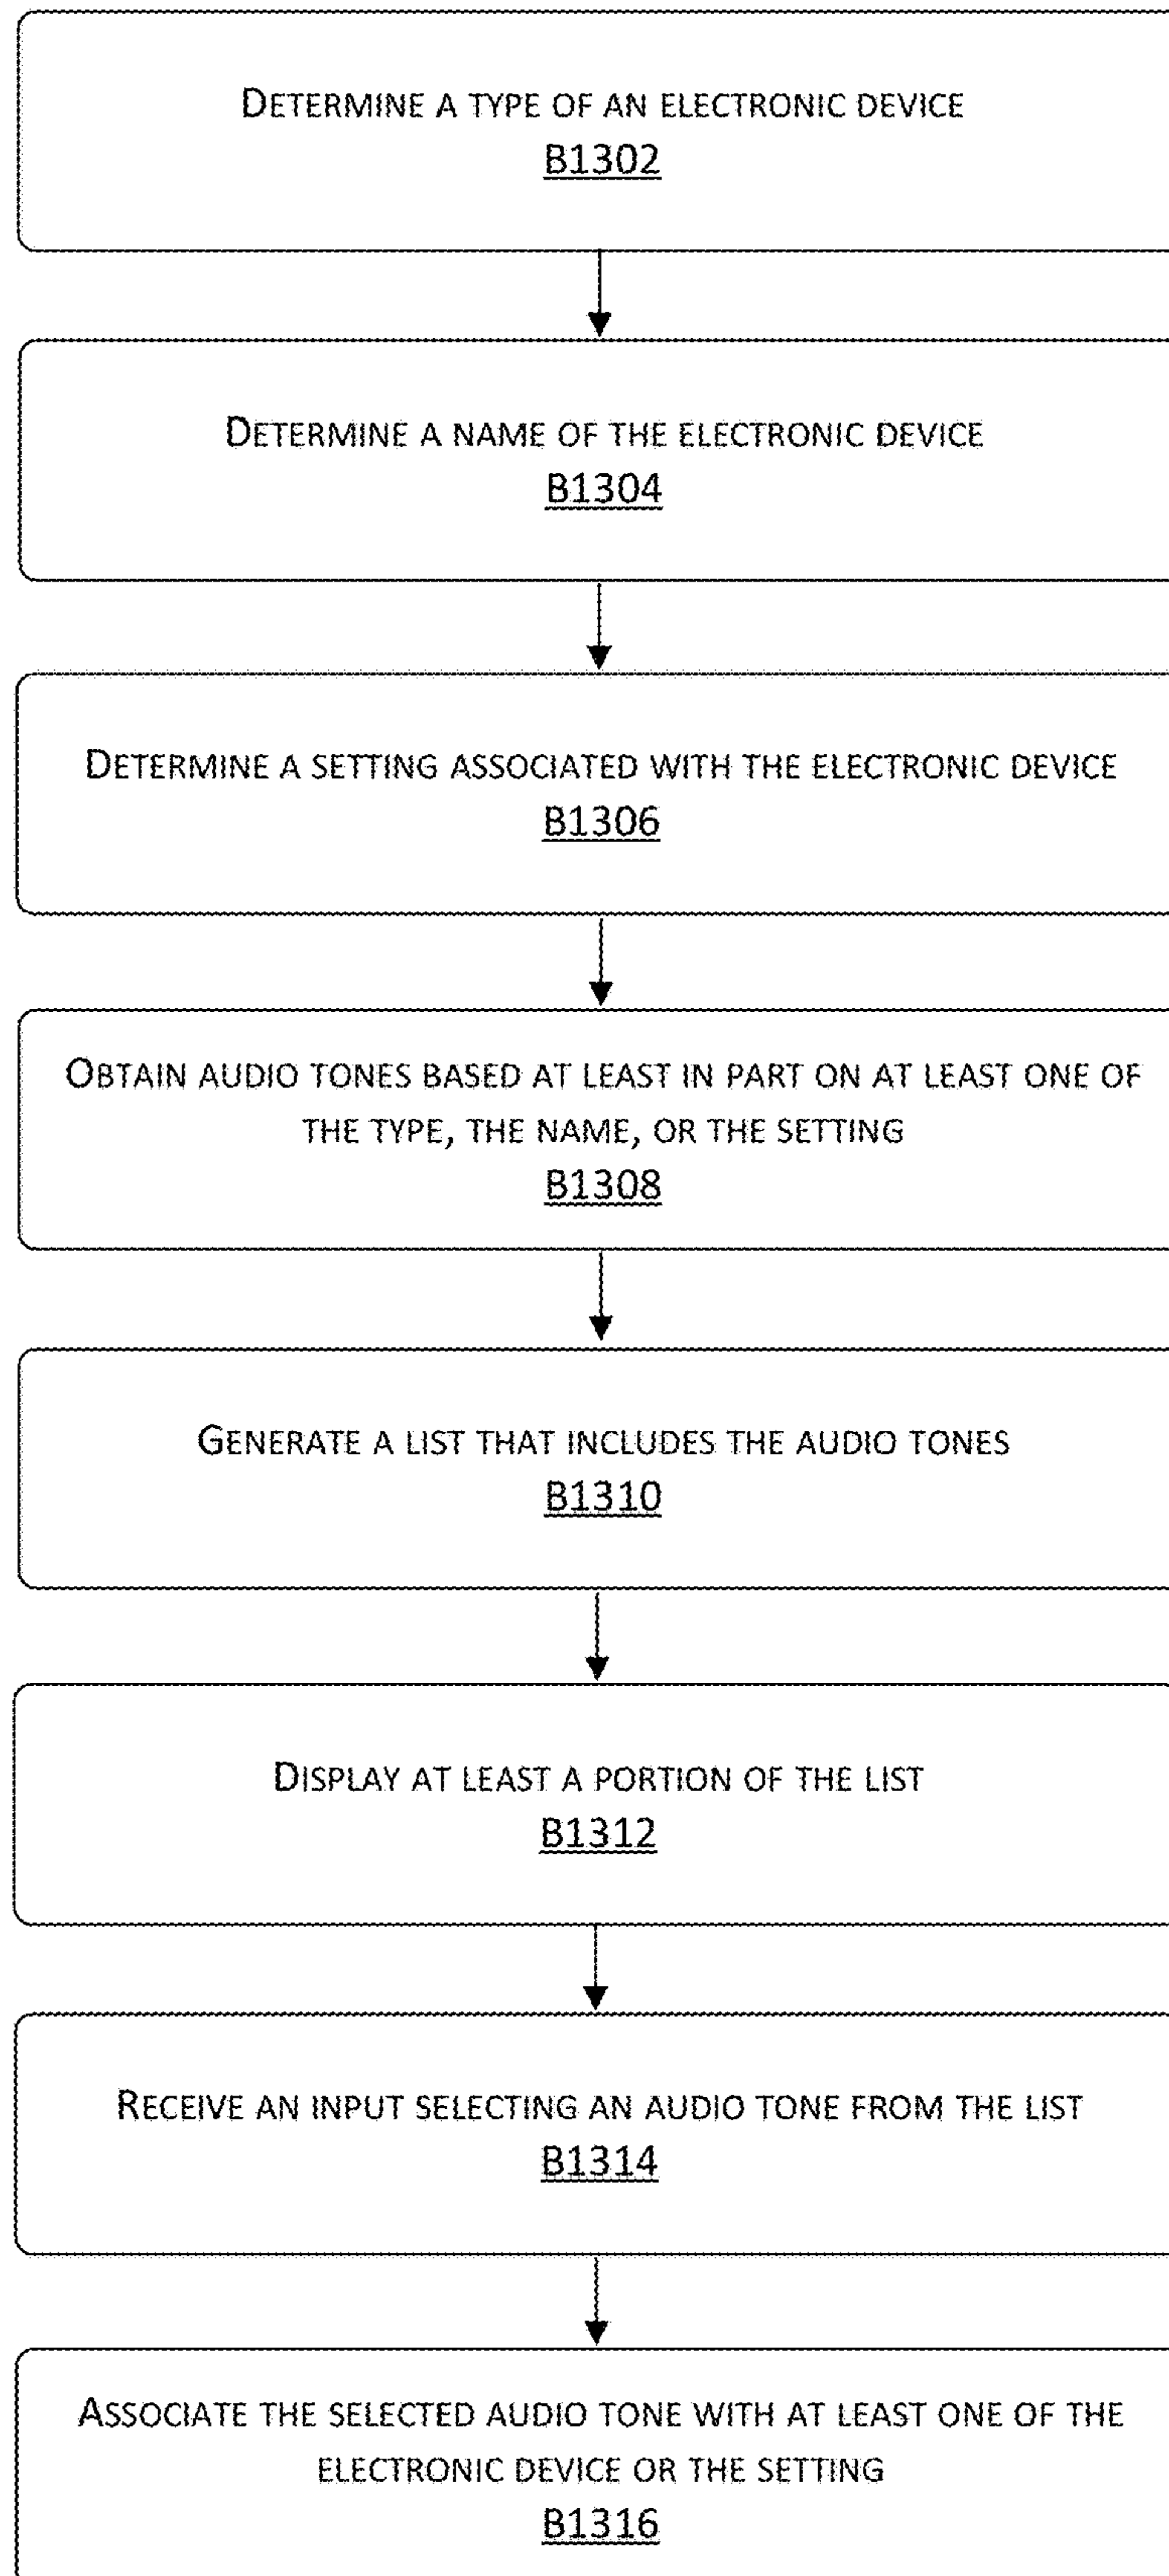 DETERMINE A TYPE OF AN ELECTRONIC DEVICE
B1302
DETERMINE A NAME OF THE ELECTRONIC DEVICE
B1304
DETERMINE A SETTING ASSOCIATED WITH THE ELECTRONIC DEVICE
B1306
OBTAIN AUDIO TONES BASED AT LEAST IN PART ON AT LEAST ONE OF
THE TYPE, THE NAME, OR THE SETTING
B1308
GENERATE A LIST THAT INCLUDES THE AUDIO TONES
B1310
DISPLAY AT LEAST A PORTION OF THE LIST
B1312
RECEIVE AN INPUT SELECTING AN AUDIO TONE FROM THE LIST
B1314
ASSOCIATE THE SELECTED AUDIO TONE WITH AT LEAST ONE OF THE
ELECTRONIC DEVICE OR THE SETTING
B1316